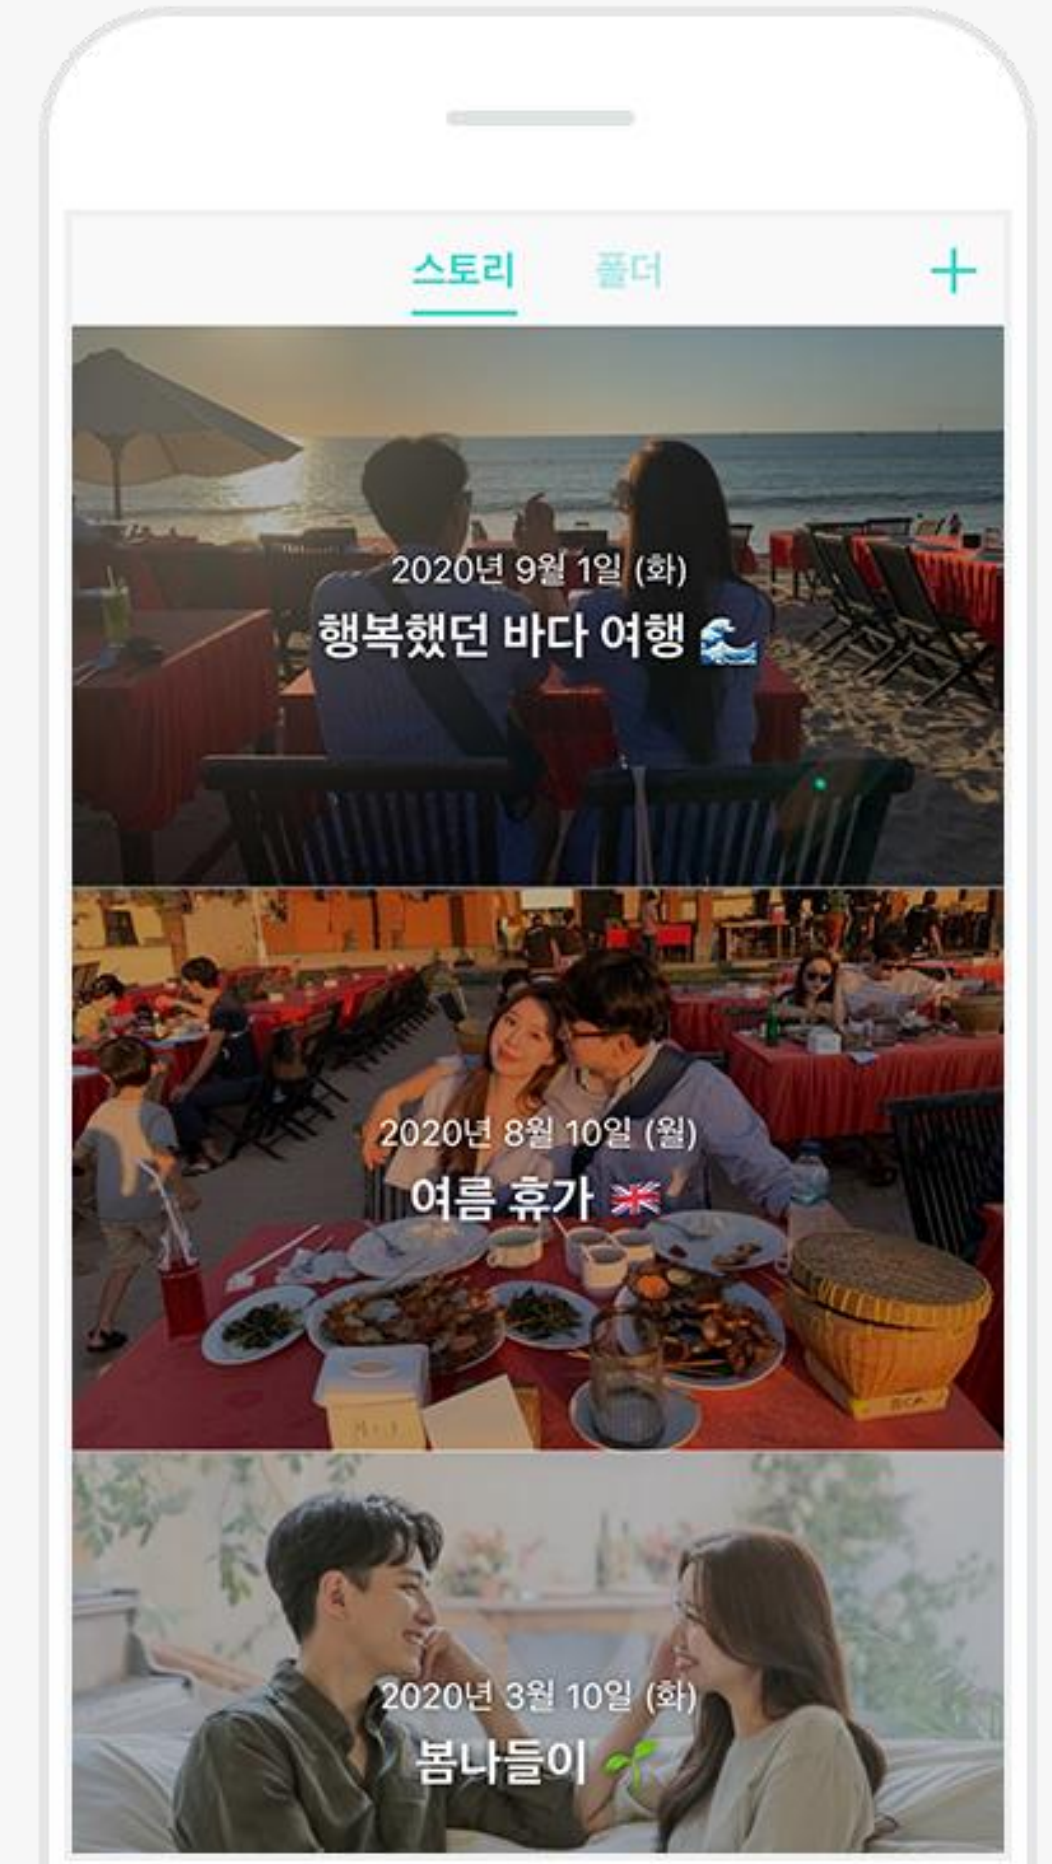 스토리 폴더 +
2020년 9월 1일 (화)
행복했던 바다 여행 🌊
2020년 8월 10일 (월)
여름 휴가 🇬🇧
2020년 3월 10일 (화)
봄나들이 🌱